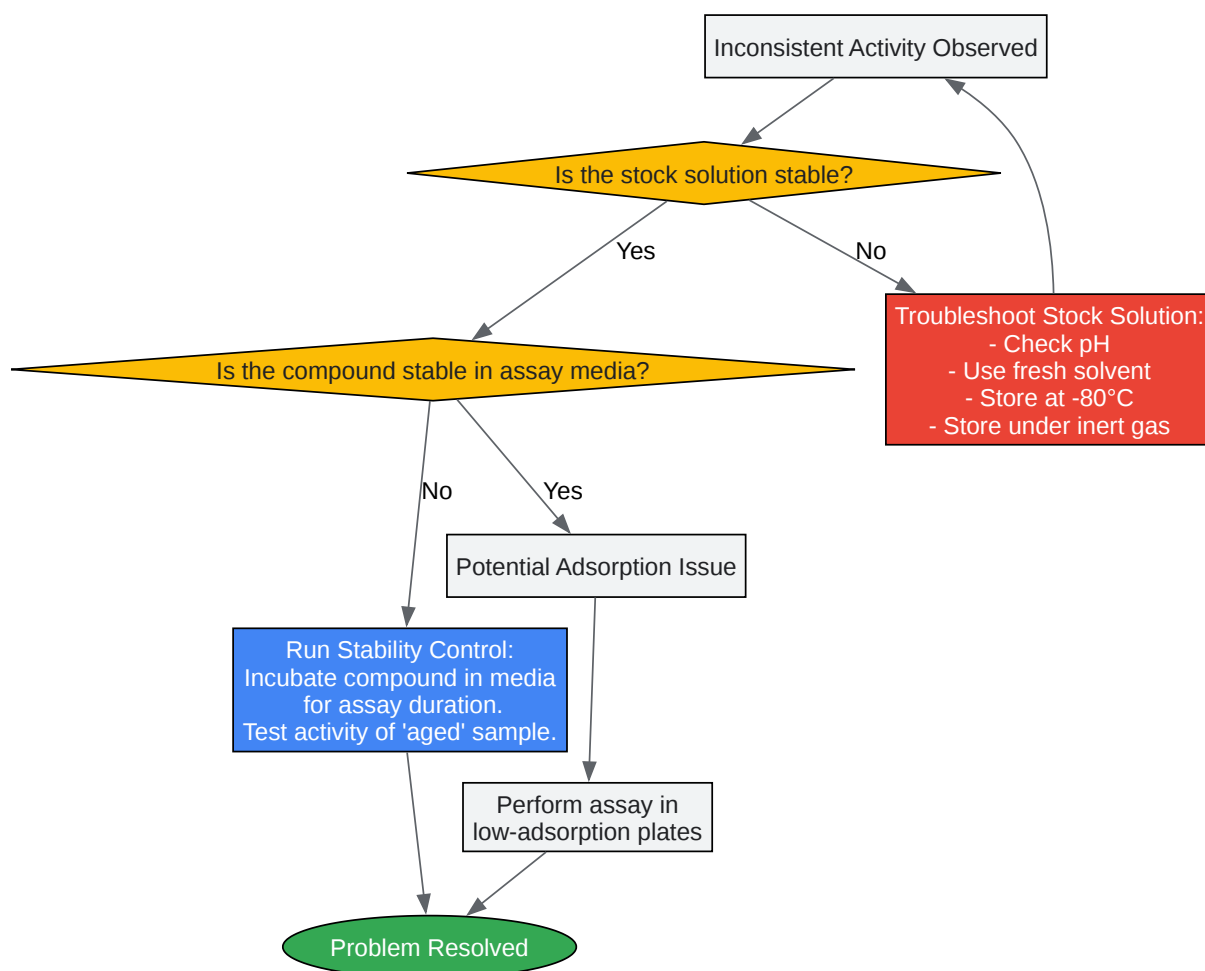 Inconsistent Activity Observed
Is the stock solution stable?
Yes
No
Troubleshoot Stock Solution:
- Check pH
- Use fresh solvent
- Store at -80°C
- Store under inert gas
Is the compound stable in assay media?
No
Yes
Potential Adsorption Issue
Run Stability Control:
Incubate compound in media
for assay duration.
Test activity of 'aged' sample.
Perform assay in
low-adsorption plates
Problem Resolved